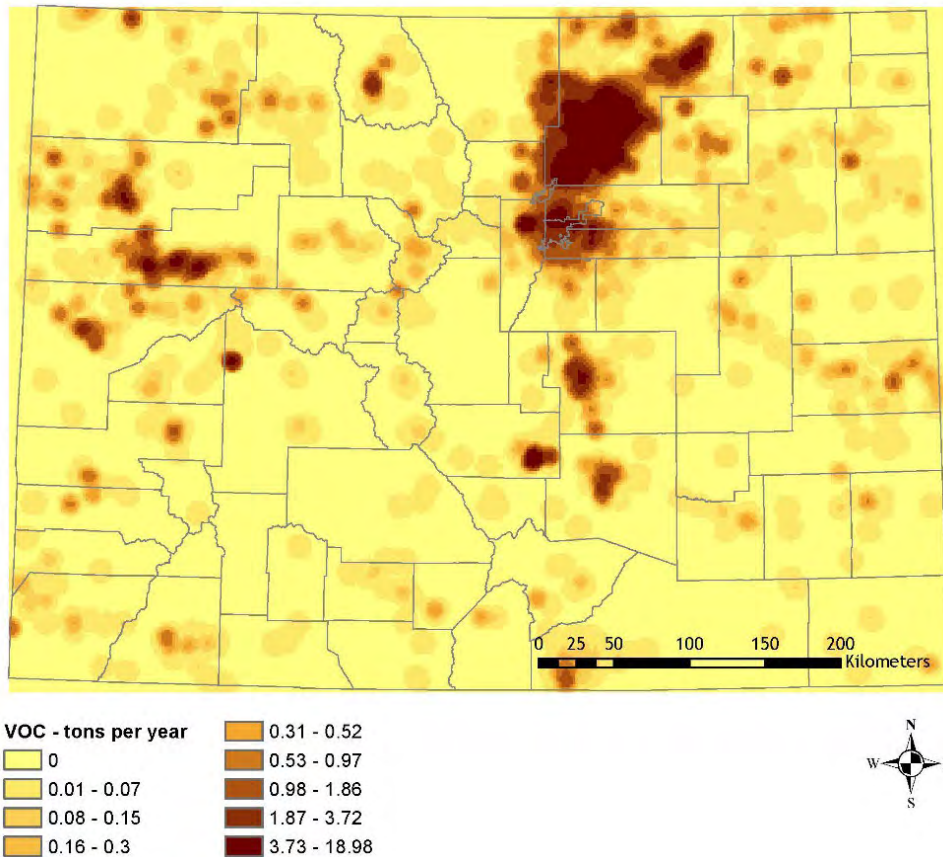 0 25 50 100 150 200
Kilometers
VOC - tons per year
0
0.01 - 0.07
0.08 - 0.15
0.16 - 0.3
0.31 - 0.52
0.53 - 0.97
0.98 - 1.86
1.87 - 3.72
3.73 - 18.98
N
W E
S